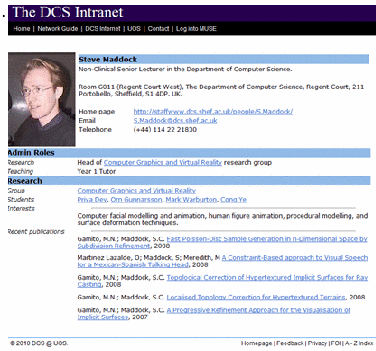 The DCS Intranet
Home | Network Guide | DCS Internet | UOS | Contact | Log into MUSE
Steve Maddock
Non-Clinical Senior Lecturer in the Department of Computer Science.
Room G011 (Regent Court West), The Department of Computer Science, Regent Court, 211
Portobello, Sheffield, S1 4DP, UK.
Home page http://staffwww.dcs.shef.ac.uk/people/S.Maddock/
Email S.Maddock@dcs.shef.ac.uk
Telephone (+44) 114 22 21830
Admin Roles
Research Head of Computer Graphics and Virtual Reality research group
Teaching Year 1 Tutor
Research
Group Computer Graphics and Virtual Reality
Students Priya Dey, Orn Gunnarsson, Mark Warburton, Cong Ye
Interests
Computer facial modelling and animation, human figure animation, procedural modelling, and
surface deformation techniques.
Recent publications
Gamito, N.N.; Maddock, S.C. Fast Poisson-Disc Sample Generation in n-Dimensional Space by
Subdivision Refinement, 2008
Martinez Lazalde, O; Maddock, S; Meredith, M A Constraint-Based approach to Visual Speech
for a Mexican-Spanish Talking Head, 2008
Gamito, N.N.; Maddock, S.C. Topological Correction of Hypertextured Implicit Surfaces for Ray
Casting, 2008
Gamito, N.N.; Maddock, S.C. Localised Topology Correction for Hypertextured Terrains, 2008
Gamito, N.N.; Maddock, S.C. A Progressive Refinement Approach for the Visualisation of
Implicit Surfaces, 2007
© 2010 DCS @ UOS. Homepage | Feedback | Privacy | FOI | A-Z Index